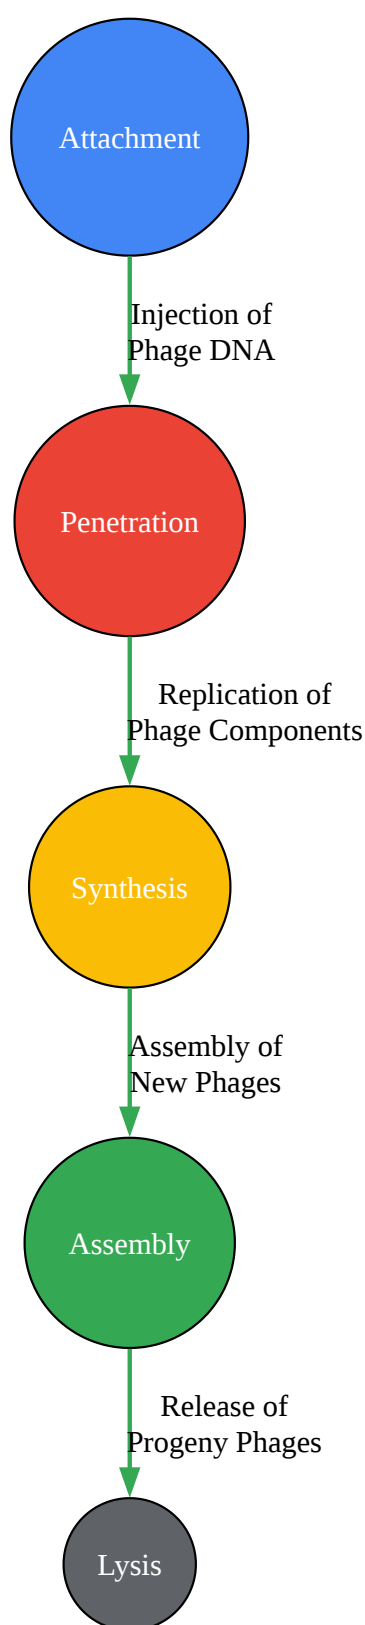 Attachment
Injection of
Phage DNA
Penetration
Replication of
Phage Components
Synthesis
Assembly of
New Phages
Assembly
Release of
Progeny Phages
Lysis